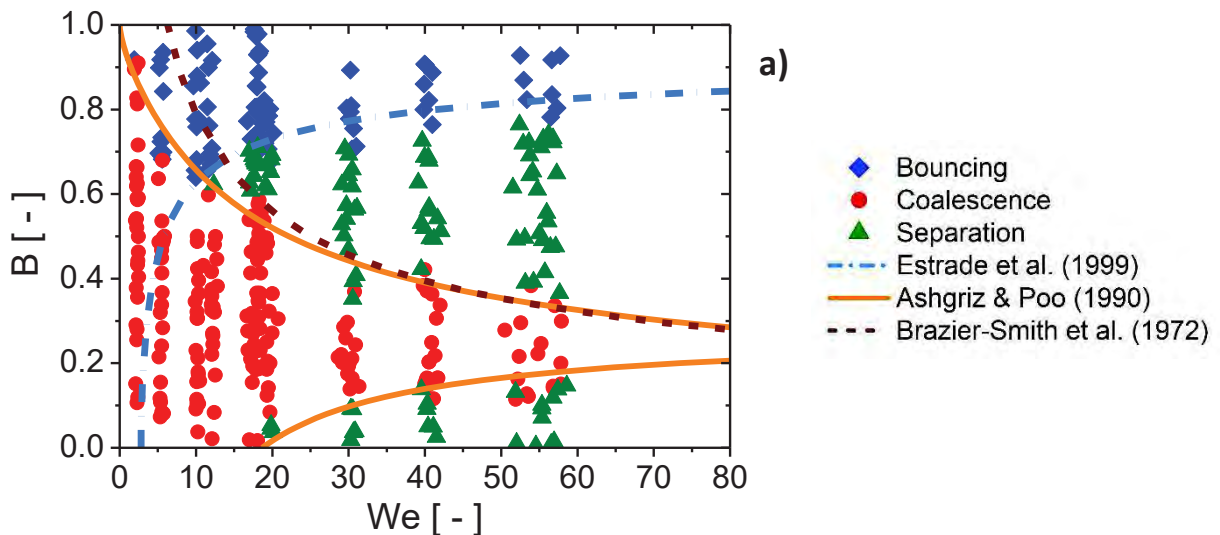 a)
B [ - ]
1.0
0.8
0.6
0.4
0.2
0.0
0 10 20 30 40 50 60 70 80
We [ - ]
Bouncing
Coalescence
Separation
Estrade et al. (1999)
Ashgriz & Poo (1990)
Brazier-Smith et al. (1972)